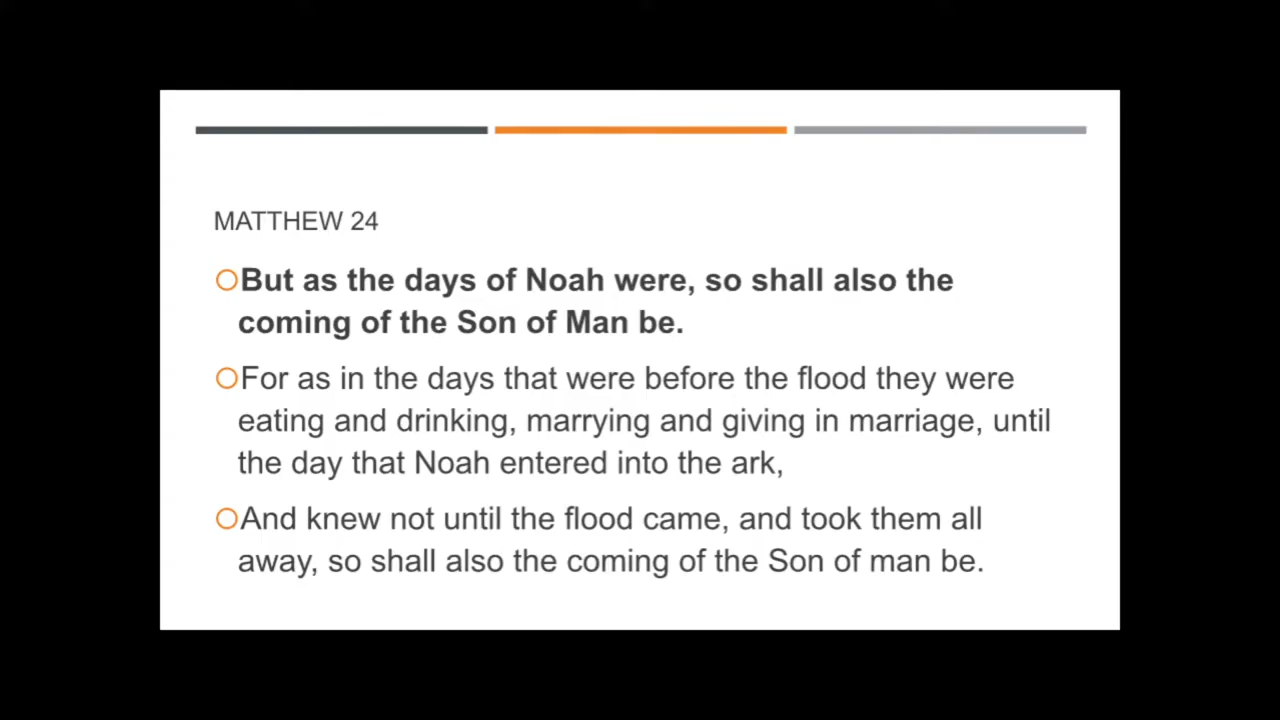 MATTHEW 24
But as the days of Noah were, so shall also the
coming of the Son of Man be.
For as in the days that were before the flood they were
eating and drinking, marrying and giving in marriage, until
the day that Noah entered into the ark,
And knew not until the flood came, and took them all
away, so shall also the coming of the Son of man be.